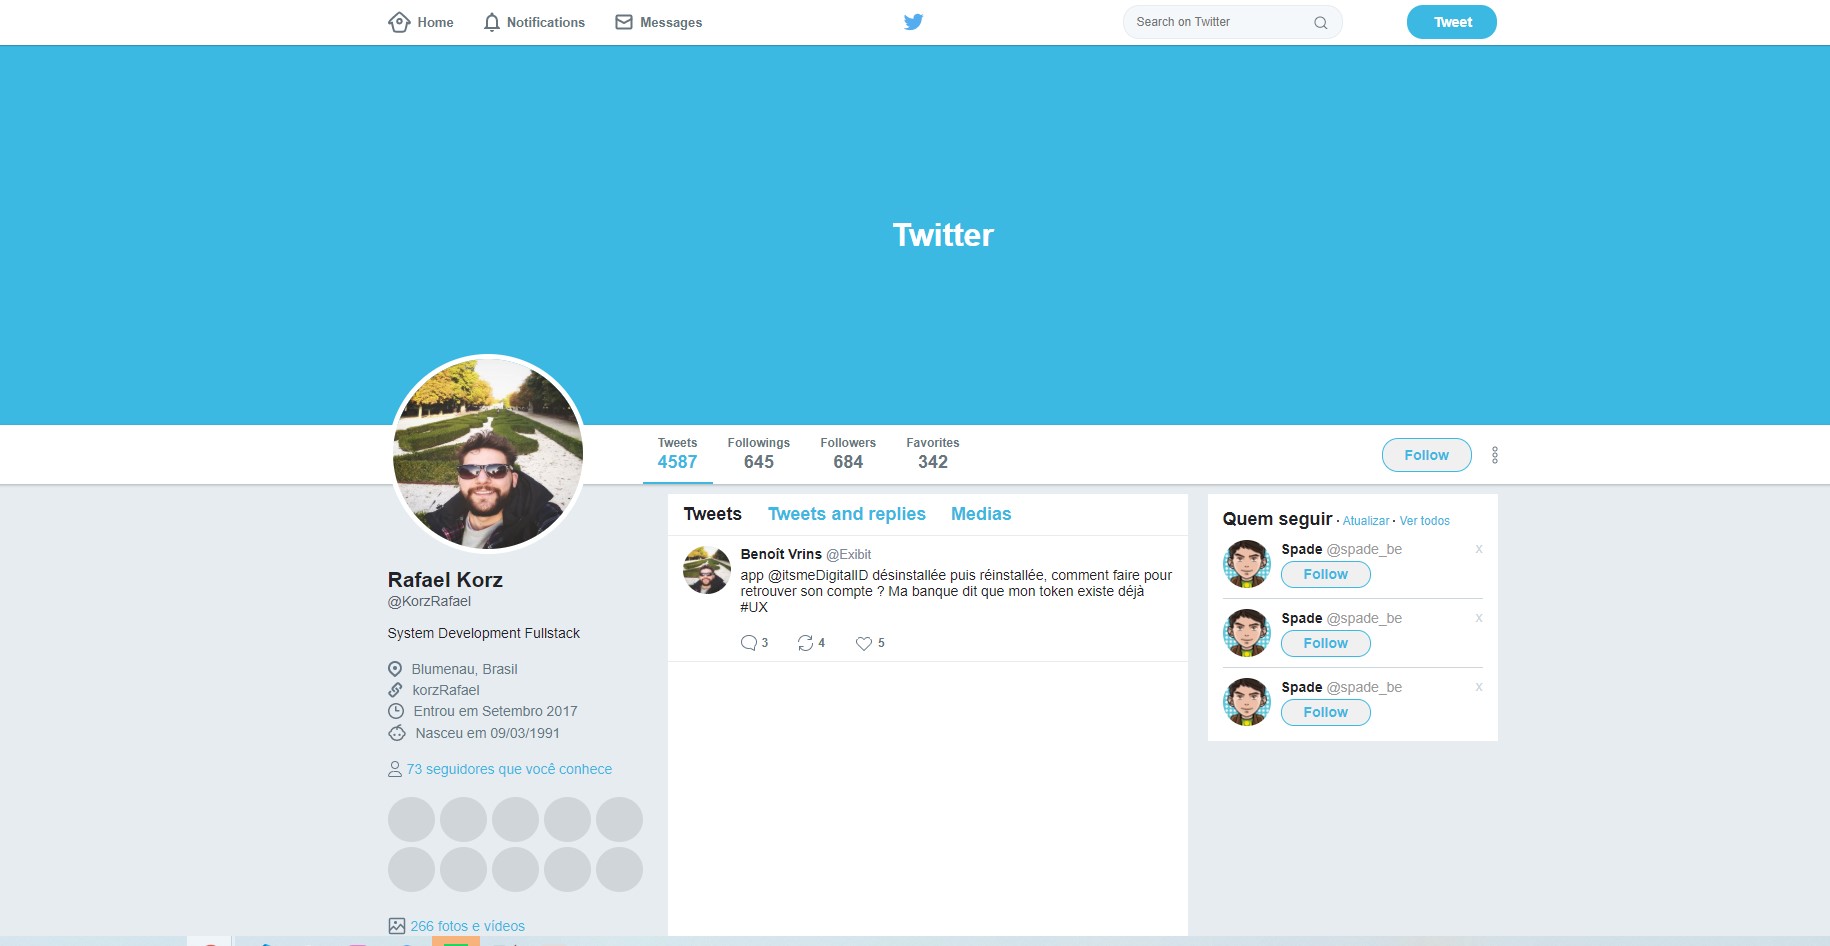 Home Notifications Messages Search on Twitter Tweet
Twitter
Tweets Followings Followers Favorites
4587 645 684 342
Follow
Rafael Korz
@KorzRafael
System Development Fullstack
Blumenau, Brasil
korzRafael
Entrou em Setembro 2017
Nasceu em 09/03/1991
73 seguidores que você conhece
266 fotos e vídeos
Tweets Tweets and replies Medias
Benoît Vrins @Exibit
app @itsmeDigitalID désinstallée puis réinstallée, comment faire pour
retrouver son compte ? Ma banque dit que mon token existe déjà
#UX
3 4 5
Quem seguir · Atualizar · Ver todos
Spade @spade_be x
Follow
Spade @spade_be x
Follow
Spade @spade_be x
Follow